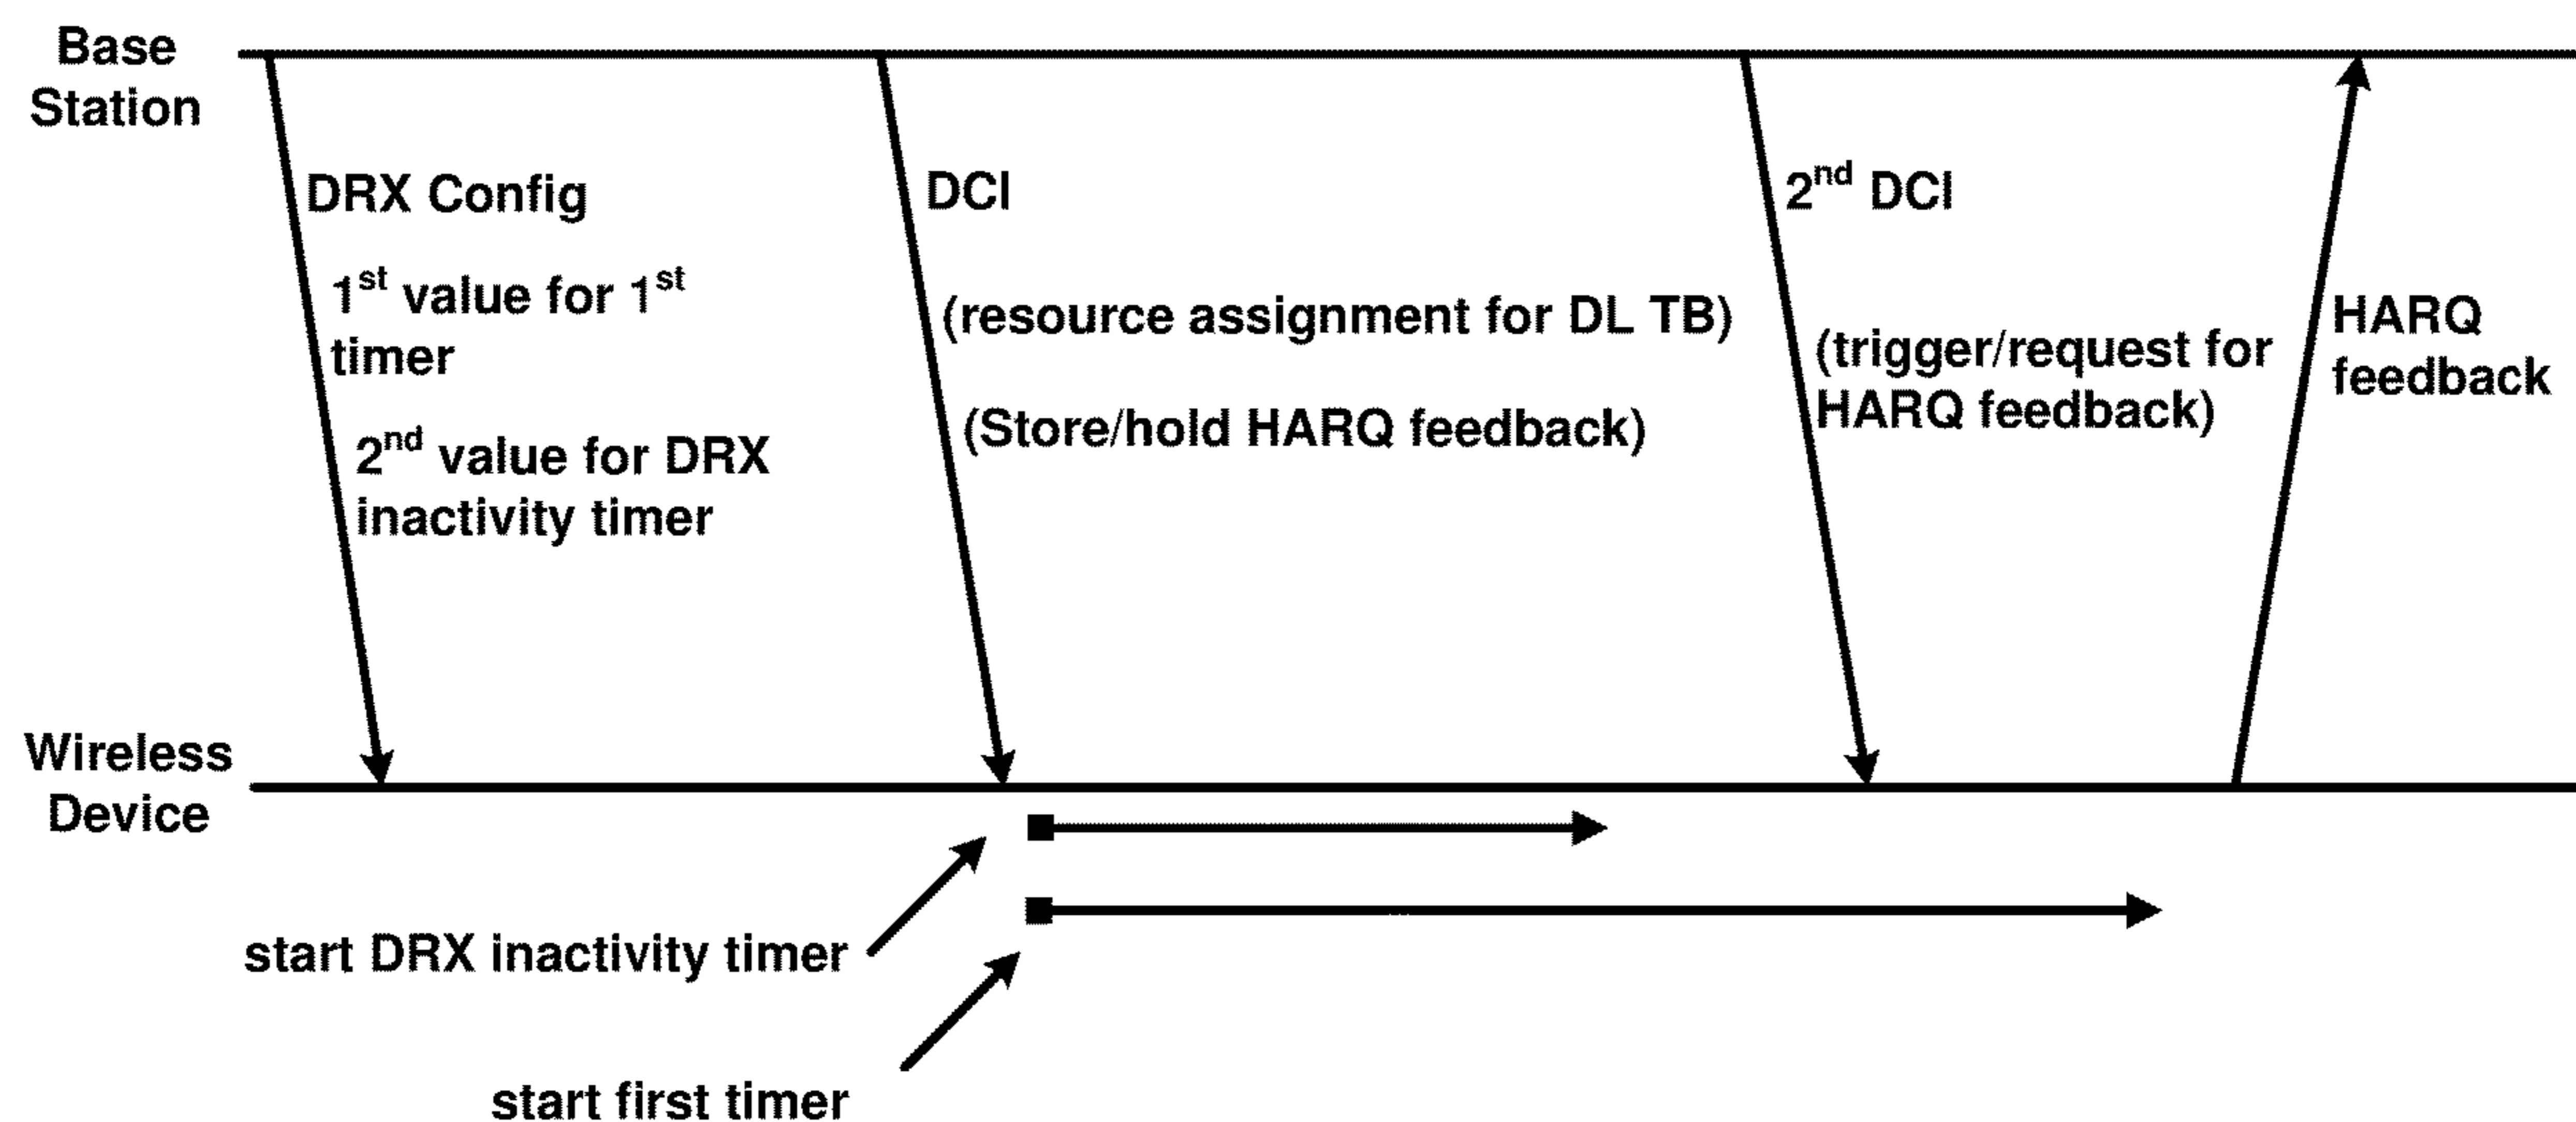 Base
Station
DRX Config
1st value for 1st
timer
2nd value for DRX
inactivity timer
DCI
(resource assignment for DL TB)
(Store/hold HARQ feedback)
2nd DCI
(trigger/request for
HARQ feedback)
HARQ
feedback
Wireless
Device
start DRX inactivity timer
start first timer